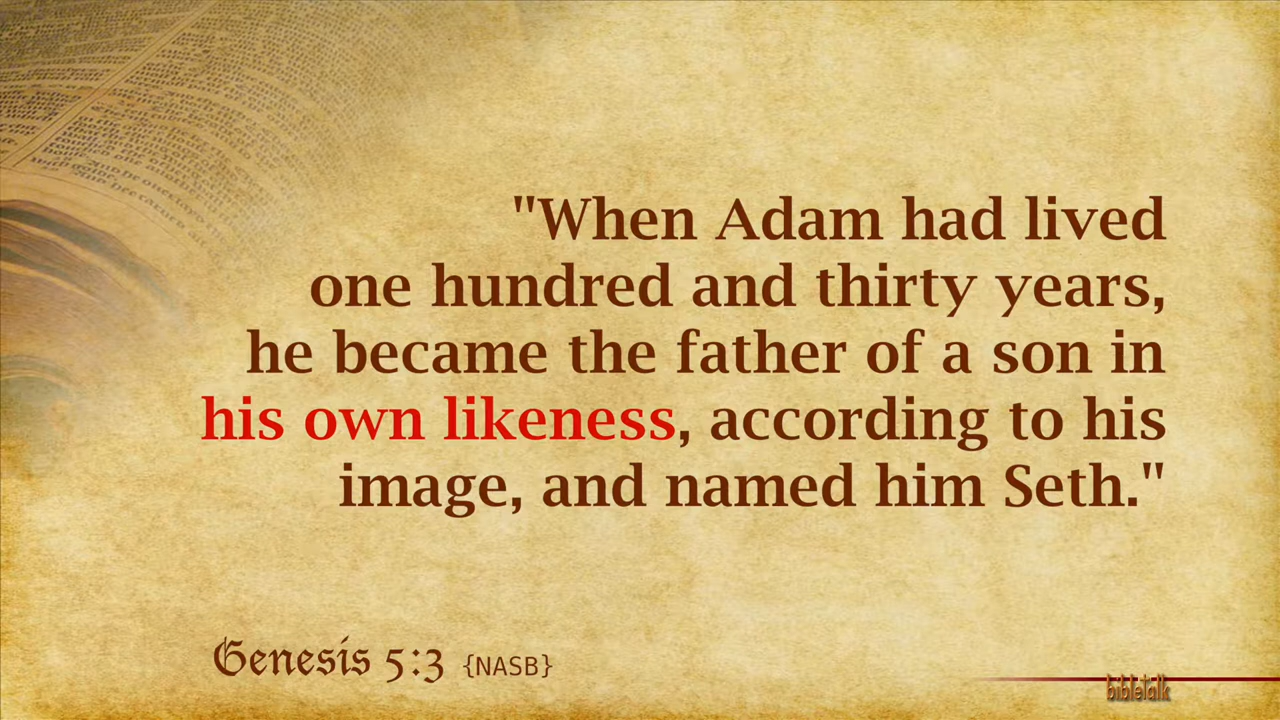 "When Adam had lived
one hundred and thirty years,
he became the father of a son in
his own likeness, according to his
image, and named him Seth."
Genesis 5:3 {NASB}
bibletalk